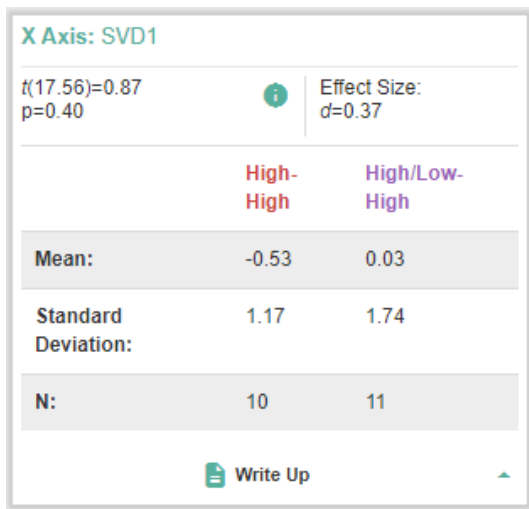 X Axis: SVD1
t(17.56)=0.87
p=0.40
Effect Size:
d=0.37
High-
High
High/Low-
High
Mean: -0.53 0.03
Standard
Deviation: 1.17 1.74
N: 10 11
Write Up